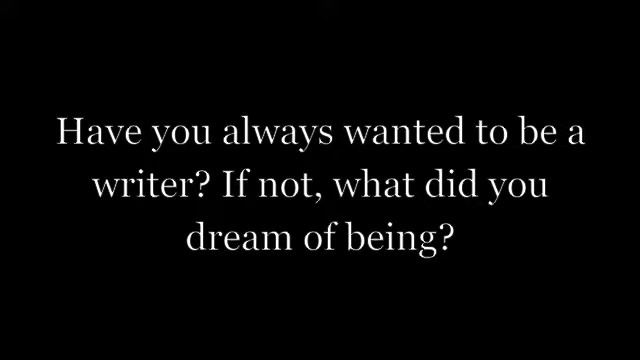 Have you always wanted to be a
writer? If not, what did you
dream of being?